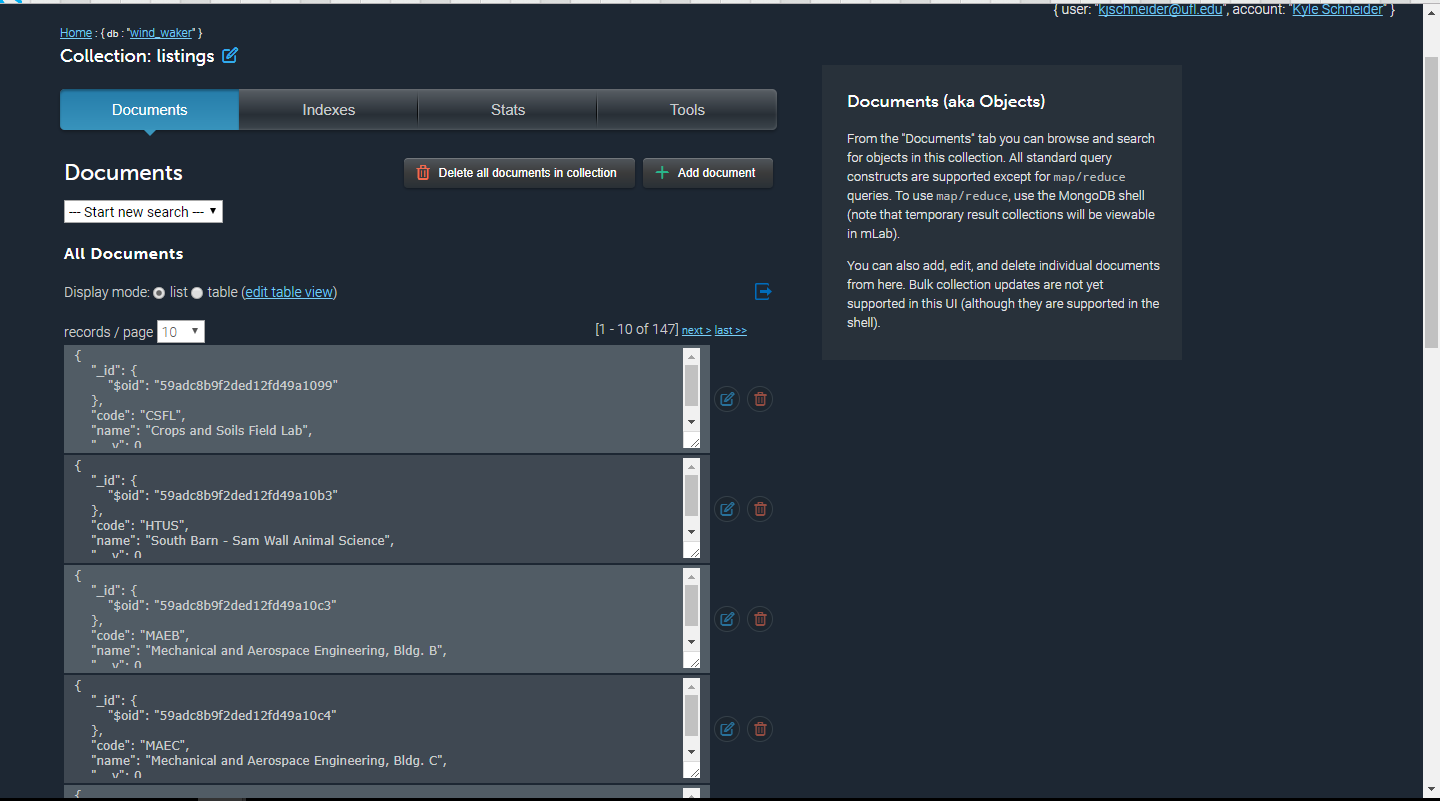 { user: "kjschneider@ufl.edu", account: "Kyle Schneider" }
Home : { db : "wind_waker" }
Collection: listings
Documents Indexes Stats Tools
Documents
Delete all documents in collection
Add document
--- Start new search ---
All Documents
Display mode: list table (edit table view)
records / page 10
[1 - 10 of 147] next > last >>
{
"_id": {
"$oid": "59adc8b9f2ded12fd49a1099"
},
"code": "CSFL",
"name": "Crops and Soils Field Lab",
"__v": 0
{
"_id": {
"$oid": "59adc8b9f2ded12fd49a10b3"
},
"code": "HTUS",
"name": "South Barn - Sam Wall Animal Science",
"__v": 0
{
"_id": {
"$oid": "59adc8b9f2ded12fd49a10c3"
},
"code": "MAEB",
"name": "Mechanical and Aerospace Engineering, Bldg. B",
"__v": 0
{
"_id": {
"$oid": "59adc8b9f2ded12fd49a10c4"
},
"code": "MAEC",
"name": "Mechanical and Aerospace Engineering, Bldg. C",
"__v": 0
{
Documents (aka Objects)
From the "Documents" tab you can browse and search
for objects in this collection. All standard query
constructs are supported except for map/reduce
queries. To use map/reduce, use the MongoDB shell
(note that temporary result collections will be viewable
in mLab).
You can also add, edit, and delete individual documents
from here. Bulk collection updates are not yet
supported in this UI (although they are supported in the
shell).